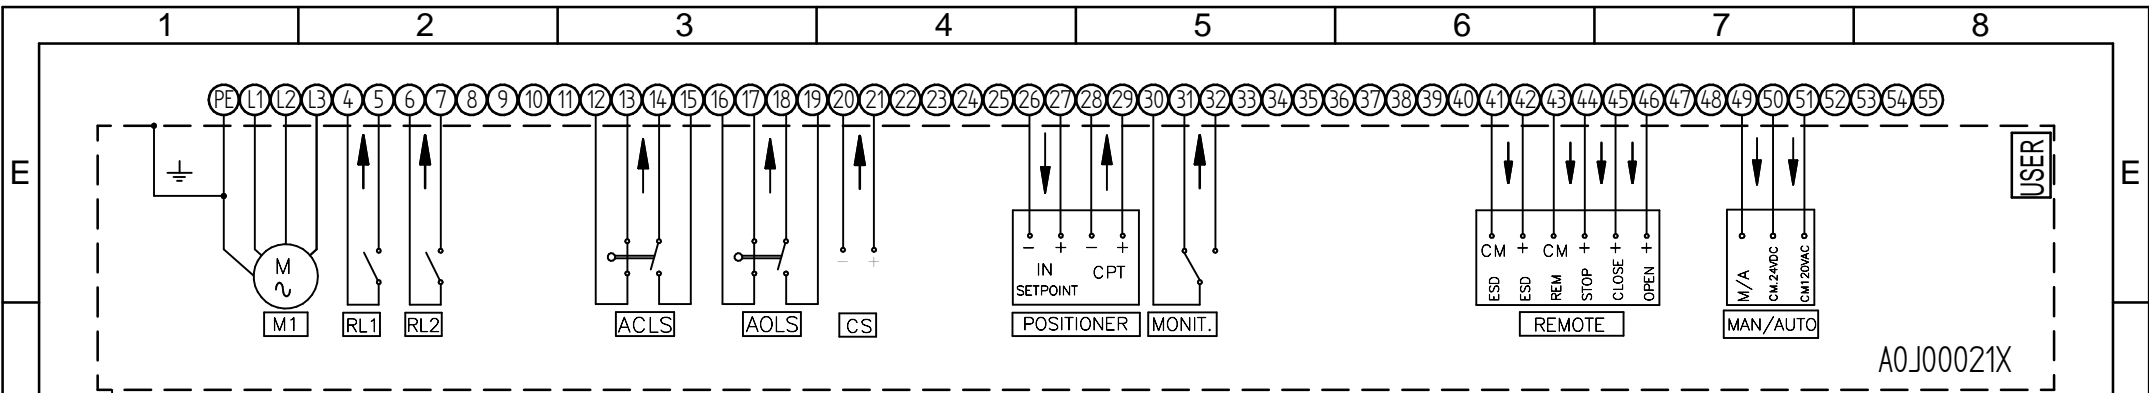 1 2 3 4 5 6 7 8
PE L1 L2 L3 4 5 6 7 8 9 10 11 12 13 14 15 16 17 18 19 20 21 22 23 24 25 26 27 28 29 30 31 32 33 34 35 36 37 38 39 40 41 42 43 44 45 46 47 48 49 50 51 52 53 54 55
E
E
USER
M
- +
- + - +
IN
SETPOINT
CPT
CM + CM + + +
ESD
ESD
REM
STOP
CLOSE
OPEN
M/A
CM.24VDC
CM120VAC
M1
RL1
RL2
ACLS
AOLS
CS
POSITIONER
MONIT.
REMOTE
MAN/AUTO
A0J00021X